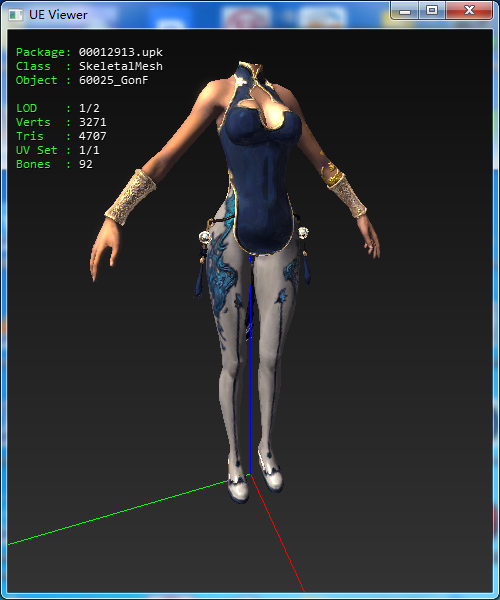 UE Viewer
Package: 00012913.upk
Class : SkeletalMesh
Object : 60025_GonF
LOD : 1/2
Verts : 3271
Tris : 4707
UV Set : 1/1
Bones : 92